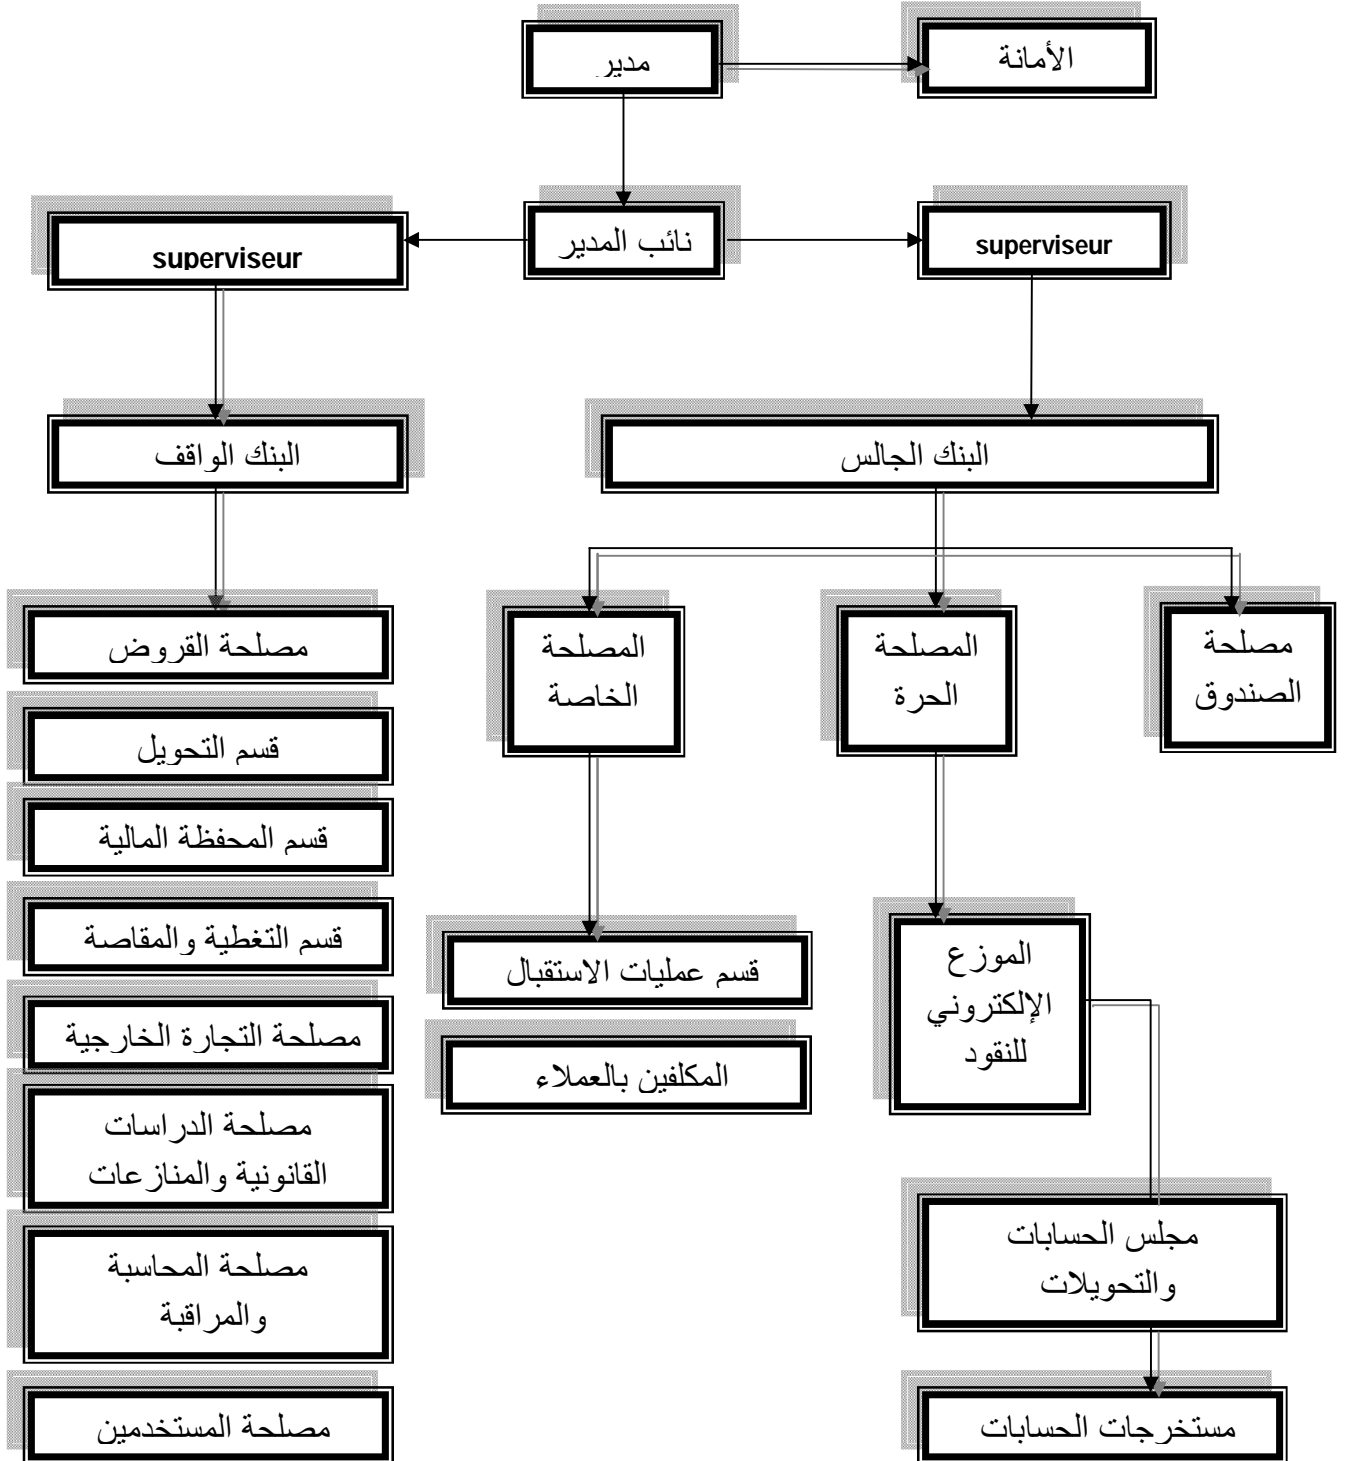 مدير
الأمانة
superviseur
نائب المدير
superviseur
البنك الجالس
البنك الواقف
مصلحة
الصندوق
المصلحة
الحرة
المصلحة
الخاصة
مصلحة القروض
قسم التحويل
قسم المحفظة المالية
قسم التغطية والمقاصة
مصلحة التجارة الخارجية
مصلحة الدراسات
القانونية والمنازعات
مصلحة المحاسبة
والمراقبة
مصلحة المستخدمين
قسم عمليات الاستقبال
المكلفين بالعملاء
الموزع
الإلكتروني
للنقود
مجلس الحسابات
والتحويلات
مستخرجات الحسابات